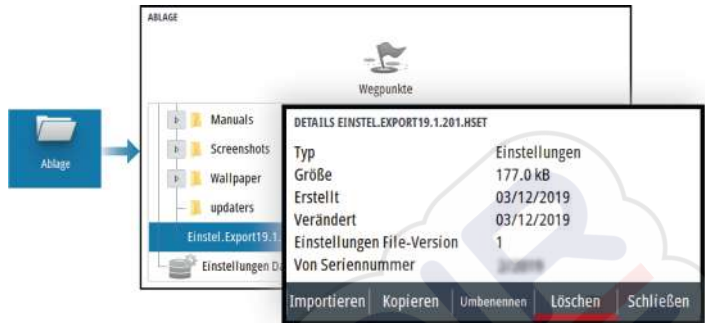 ABLAGE
Wegpunkte
Ablage
Manuals
Screenshots
Wallpaper
updaters
Einstel.Export19.1.
Einstellungen Da
DETAILS EINSTEL.EXPORT19.1.201.HSET
Typ Einstellungen
Größe 177.0 kB
Erstellt 03/12/2019
Verändert 03/12/2019
Einstellungen File-Version 1
Von Seriennummer
Importieren Kopieren Umbenennen Löschen Schließen